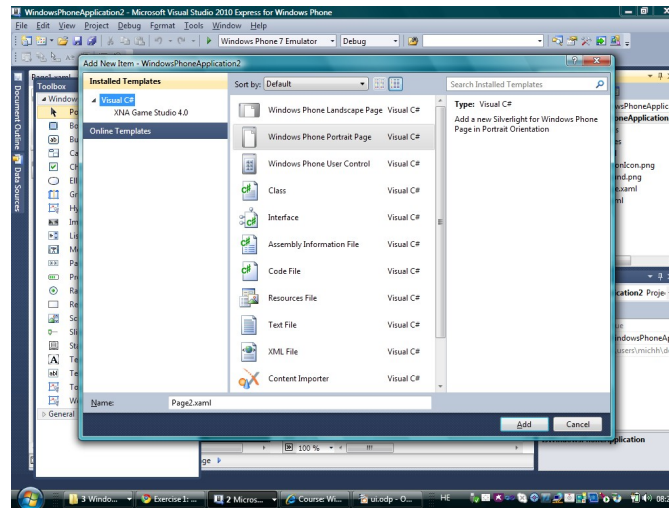 WindowsPhoneApplication2 - Microsoft Visual Studio 2010 Express for Windows Phone
File Edit View Project Debug Format Tools Window Help
Windows Phone 7 Emulator Debug
Add New Item - WindowsPhoneApplication2
Installed Templates
Visual C#
XNA Game Studio 4.0
Online Templates
Sort by: Default
Search Installed Templates
Windows Phone Landscape Page Visual C#
Windows Phone Portrait Page Visual C#
Windows Phone User Control Visual C#
Class Visual C#
Interface Visual C#
Assembly Information File Visual C#
Code File Visual C#
Resources File Visual C#
Text File Visual C#
XML File Visual C#
Content Importer Visual C#
Type: Visual C#
Add a new Silverlight for Windows Phone
Page in Portrait Orientation
Name: Page2.xaml
Add Cancel
Document Outline
Data Sources
Toolbox
General
100 %
3 Windo... Exercise 1: ... 2 Micros... Course: Wi... ui.odp - O... HE